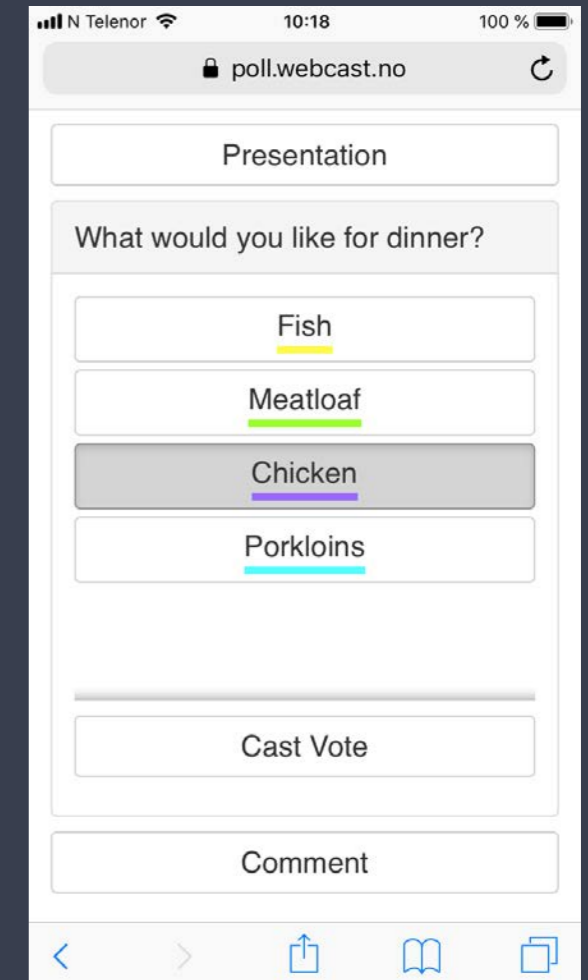 N Telenor 10:18 100 %
poll.webcast.no
Presentation
What would you like for dinner?
Fish
Meatloaf
Chicken
Porkloins
Cast Vote
Comment